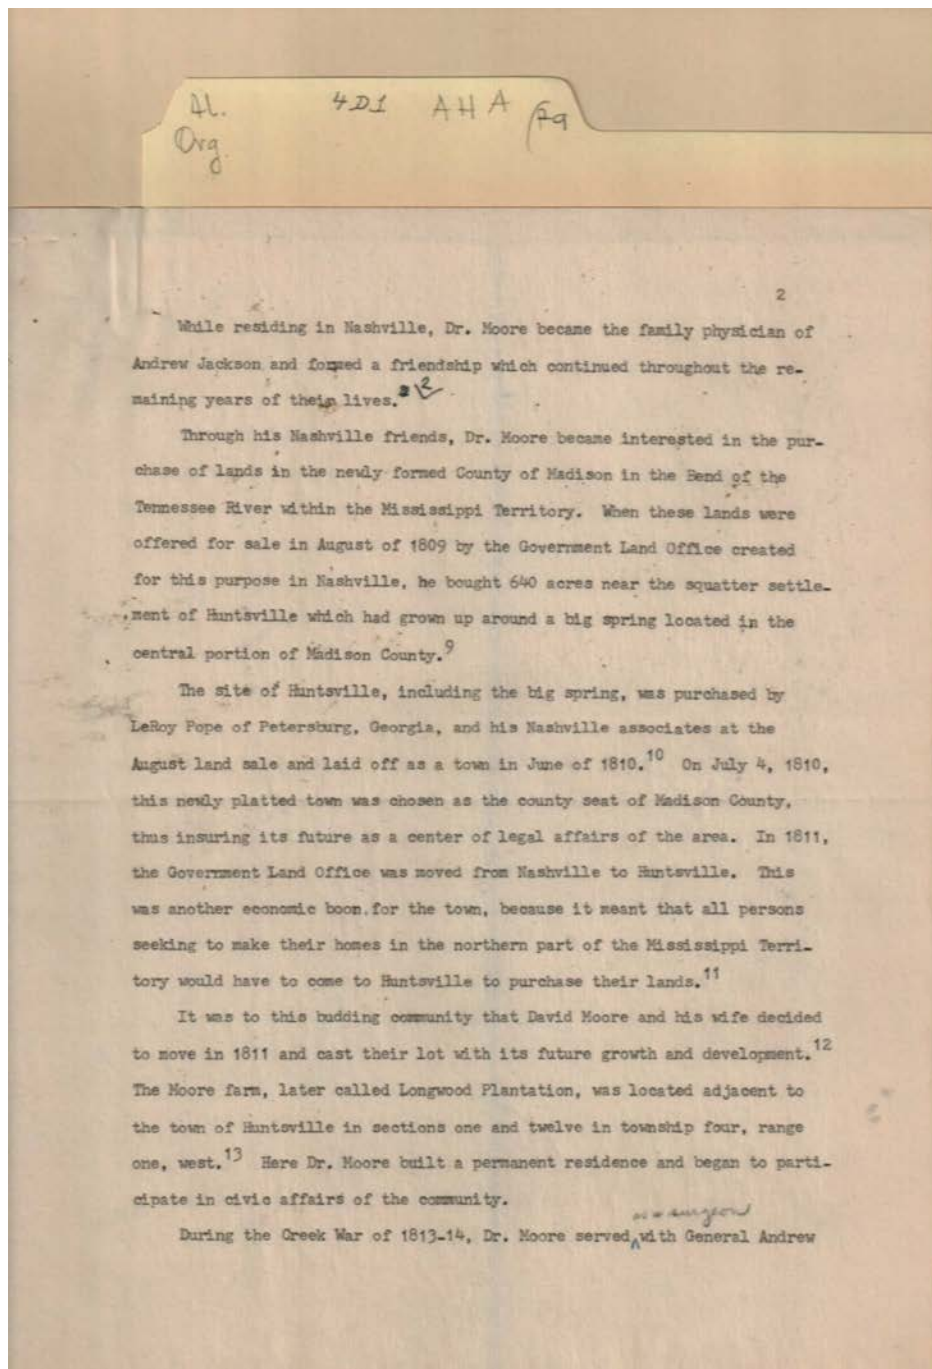 Al. 4D1 AHA
Org.
2
While residing in Nashville, Dr. Moore became the family physician of
Andrew Jackson and formed a friendship which continued throughout the re-
maining years of their lives. 2
Through his Nashville friends, Dr. Moore became interested in the pur-
chase of lands in the newly formed County of Madison in the Bend of the
Tennessee River within the Mississippi Territory. When these lands were
offered for sale in August of 1809 by the Government Land Office created
for this purpose in Nashville, he bought 640 acres near the squatter settle-
ment of Huntsville which had grown up around a big spring located in the
central portion of Madison County.9
The site of Huntsville, including the big spring, was purchased by
LeRoy Pope of Petersburg, Georgia, and his Nashville associates at the
August land sale and laid off as a town in June of 1810.10 On July 4, 1810,
this newly platted town was chosen as the county seat of Madison County,
thus insuring its future as a center of legal affairs of the area. In 1811,
the Government Land Office was moved from Nashville to Huntsville. This
was another economic boon for the town, because it meant that all persons
seeking to make their homes in the northern part of the Mississippi Terri-
tory would have to come to Huntsville to purchase their lands.11
It was to this budding community that David Moore and his wife decided
to move in 1811 and cast their lot with its future growth and development.12
The Moore farm, later called Longwood Plantation, was located adjacent to
the town of Huntsville in sections one and twelve in township four, range
one, west.13 Here Dr. Moore built a permanent residence and began to parti-
cipate in civic affairs of the community.
as a surgeon
During the Creek War of 1813-14, Dr. Moore served with General Andrew